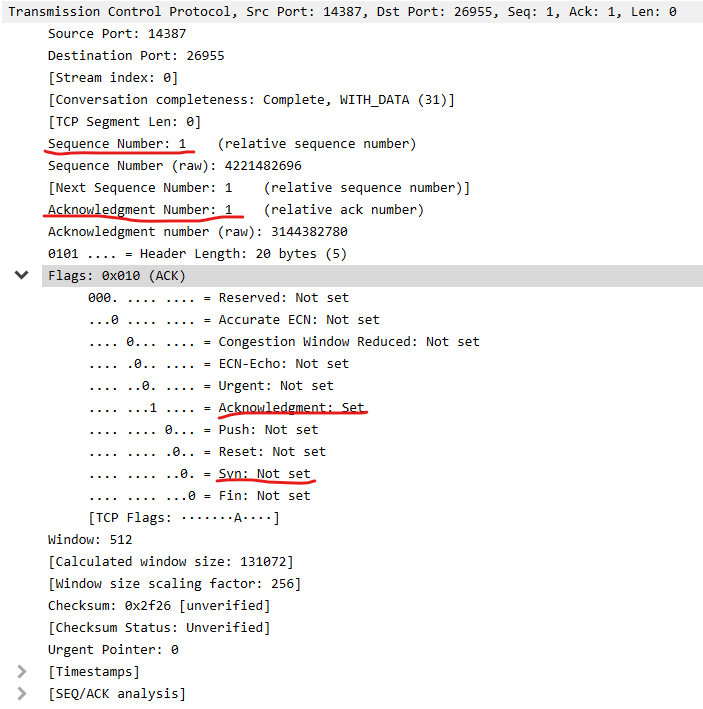 Transmission Control Protocol, Src Port: 14387, Dst Port: 26955, Seq: 1, Ack: 1, Len: 0
Source Port: 14387
Destination Port: 26955
[Stream index: 0]
[Conversation completeness: Complete, WITH_DATA (31)]
[TCP Segment Len: 0]
Sequence Number: 1    (relative sequence number)
Sequence Number (raw): 4221482696
[Next Sequence Number: 1    (relative sequence number)]
Acknowledgment Number: 1    (relative ack number)
Acknowledgment number (raw): 3144382780
0101 .... = Header Length: 20 bytes (5)
Flags: 0x010 (ACK)
000. .... .... = Reserved: Not set
...0 .... .... = Accurate ECN: Not set
.... 0... .... = Congestion Window Reduced: Not set
.... .0.. .... = ECN-Echo: Not set
.... ..0. .... = Urgent: Not set
.... ...1 .... = Acknowledgment: Set
.... .... 0... = Push: Not set
.... .... .0.. = Reset: Not set
.... .... ..0. = Syn: Not set
.... .... ...0 = Fin: Not set
[TCP Flags: ·······A····]
Window: 512
[Calculated window size: 131072]
[Window size scaling factor: 256]
Checksum: 0x2f26 [unverified]
[Checksum Status: Unverified]
Urgent Pointer: 0
[Timestamps]
[SEQ/ACK analysis]